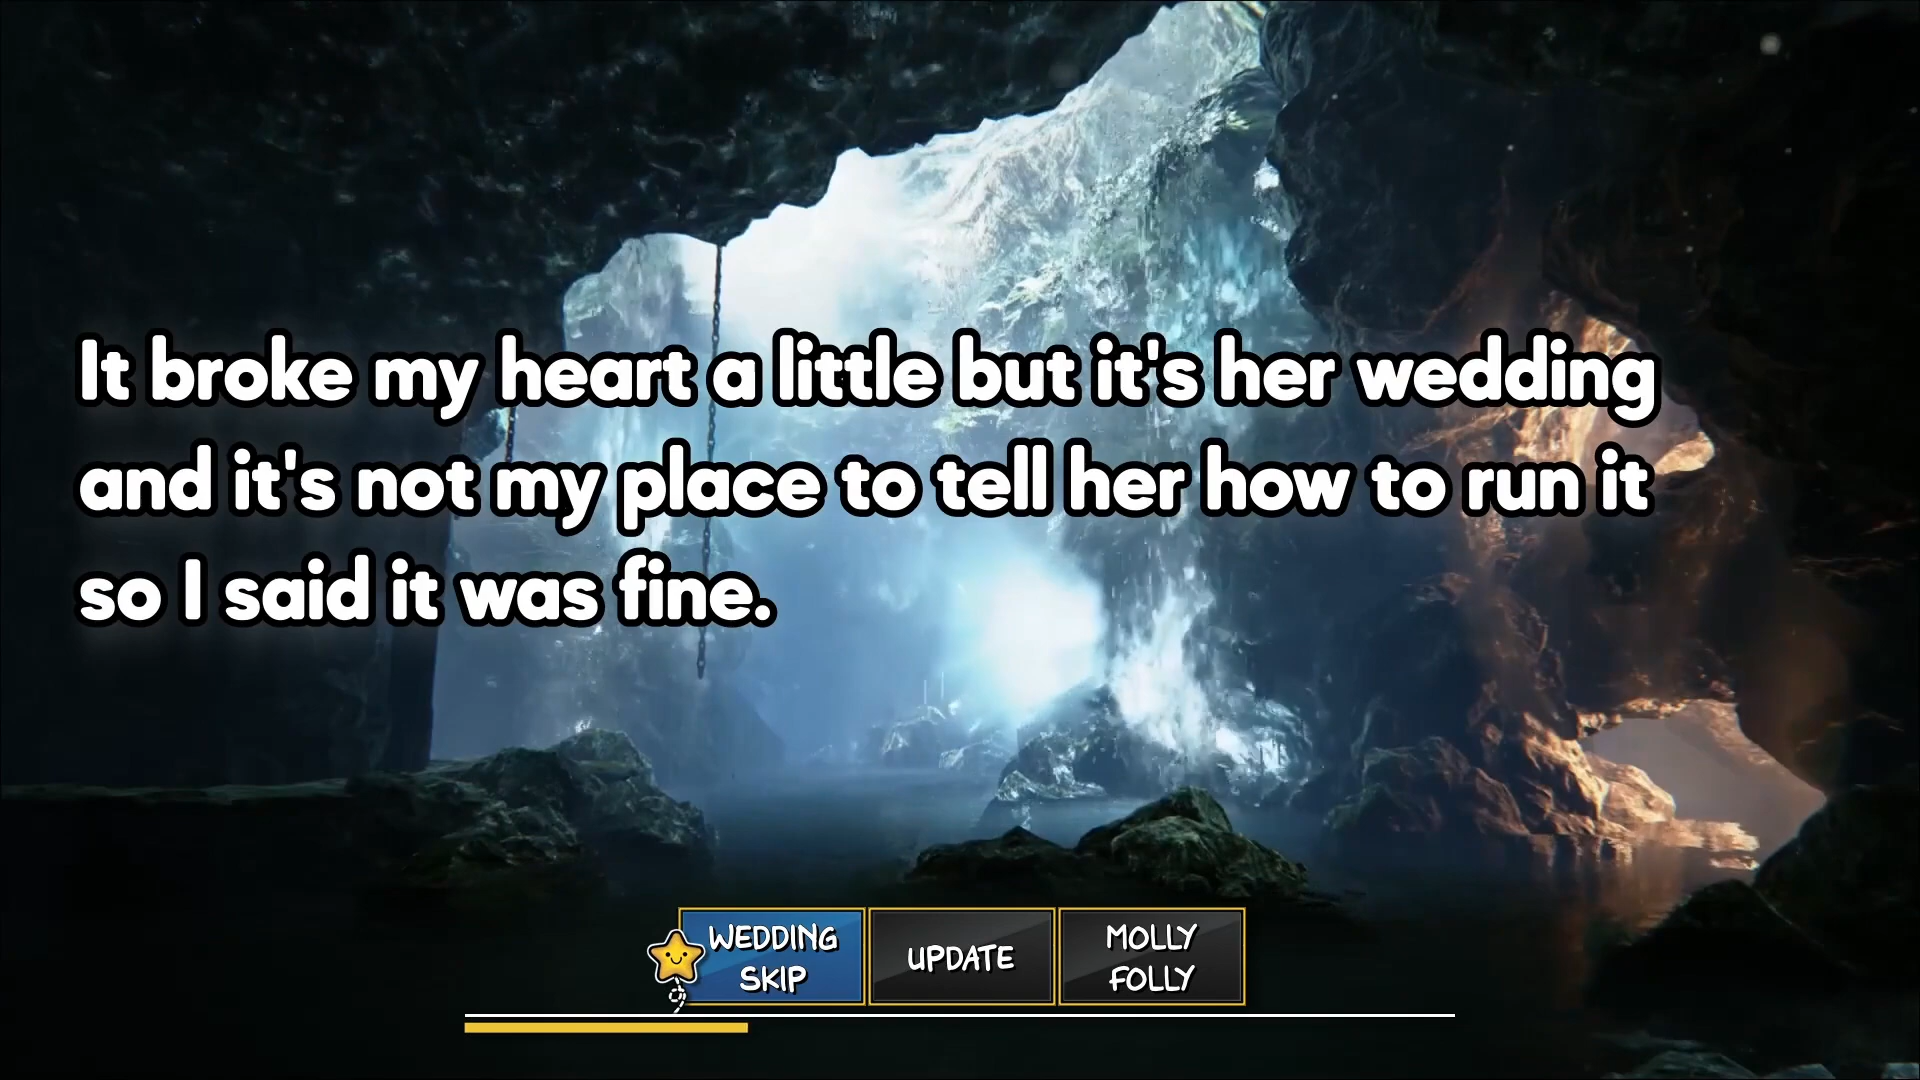 It broke my heart a little but it's her wedding
and it's not my place to tell her how to run it
so I said it was fine.
WEDDING
SKIP
UPDATE
MOLLY
FOLLY